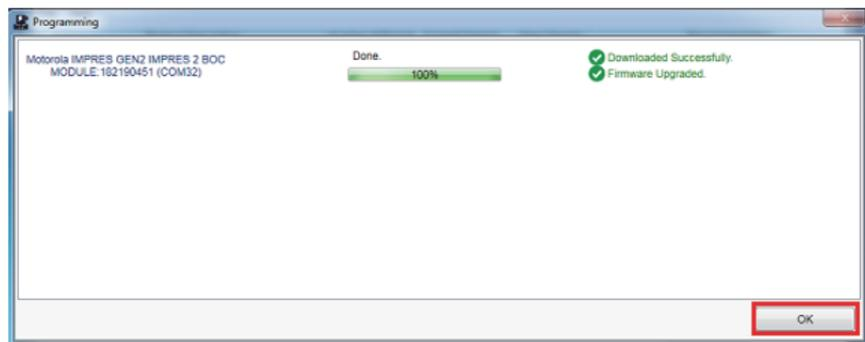 Programming
Motorola IMPRES GEN2 IMPRES 2 BOC
MODULE:182190451 (COM32)
Done.
100%
Downloaded Successfully.
Firmware Upgraded.
OK